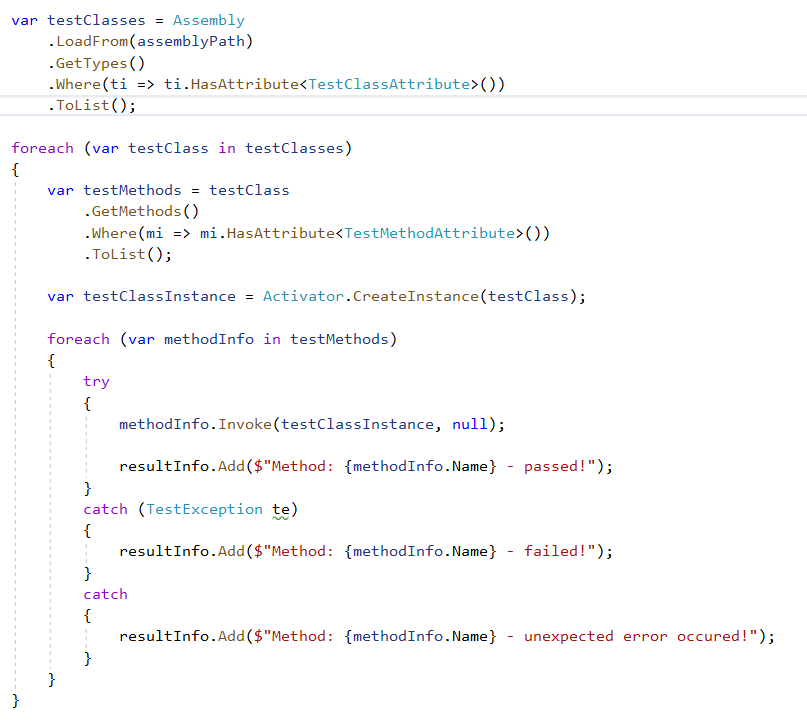 var testClasses = Assembly
    .LoadFrom(assemblyPath)
    .GetTypes()
    .Where(ti => ti.HasAttribute<TestClassAttribute>())
    .ToList();

foreach (var testClass in testClasses)
{
    var testMethods = testClass
        .GetMethods()
        .Where(mi => mi.HasAttribute<TestMethodAttribute>())
        .ToList();

    var testClassInstance = Activator.CreateInstance(testClass);

    foreach (var methodInfo in testMethods)
    {
        try
        {
            methodInfo.Invoke(testClassInstance, null);

            resultInfo.Add($"Method: {methodInfo.Name} - passed!");
        }
        catch (TestException te)
        {
            resultInfo.Add($"Method: {methodInfo.Name} - failed!");
        }
        catch
        {
            resultInfo.Add($"Method: {methodInfo.Name} - unexpected error occured!");
        }
    }
}